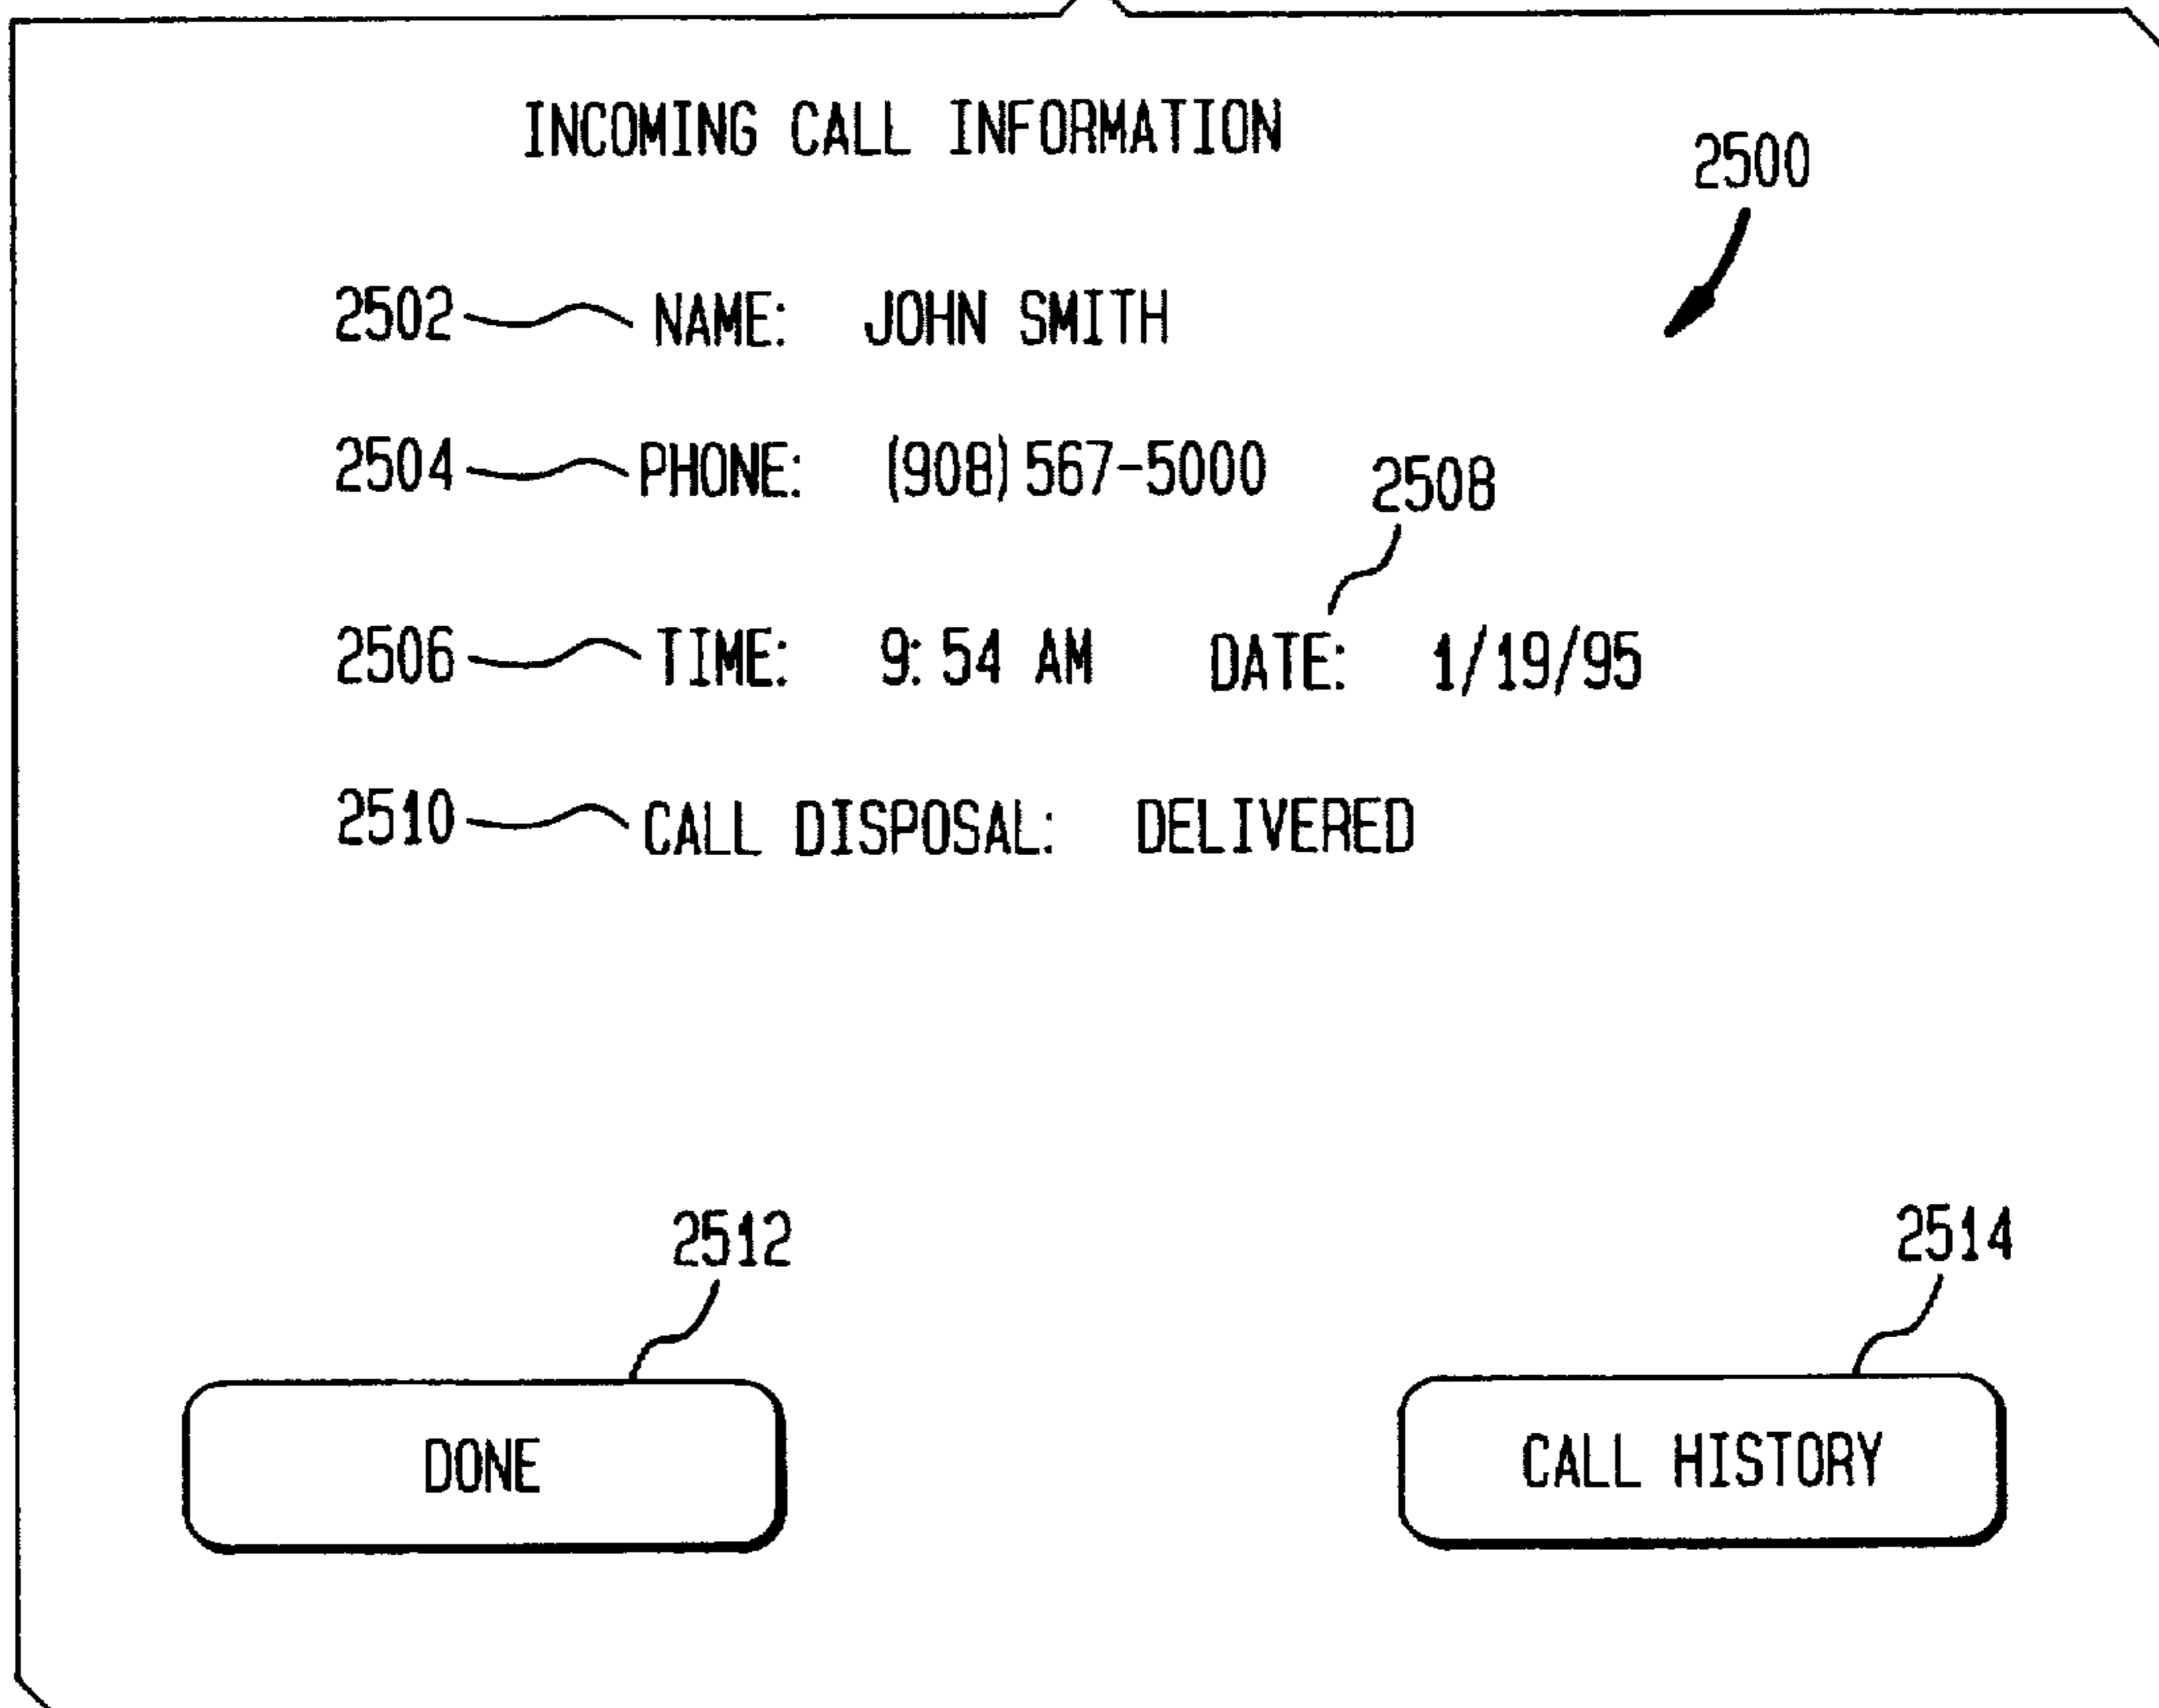 INCOMING CALL INFORMATION
2500
2502 NAME: JOHN SMITH
2504 PHONE: (908) 567-5000
2508
2506 TIME: 9:54 AM DATE: 1/19/95
2510 CALL DISPOSAL: DELIVERED
2512 2514
DONE CALL HISTORY